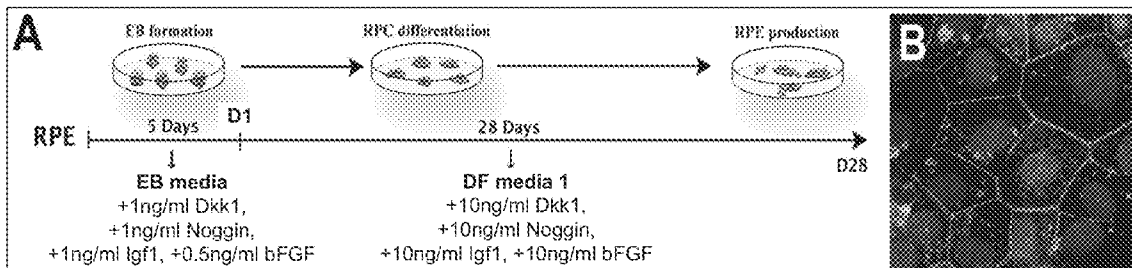 A
EB formation
RPC differentiation
RPE production
B
D1
RPE
5 Days
28 Days
D28
EB media
+1ng/ml Dkk1,
+1ng/ml Noggin,
+1ng/ml Igf1, +0.5ng/ml bFGF
DF media 1
+10ng/ml Dkk1,
+10ng/ml Noggin,
+10ng/ml Igf1, +10ng/ml bFGF